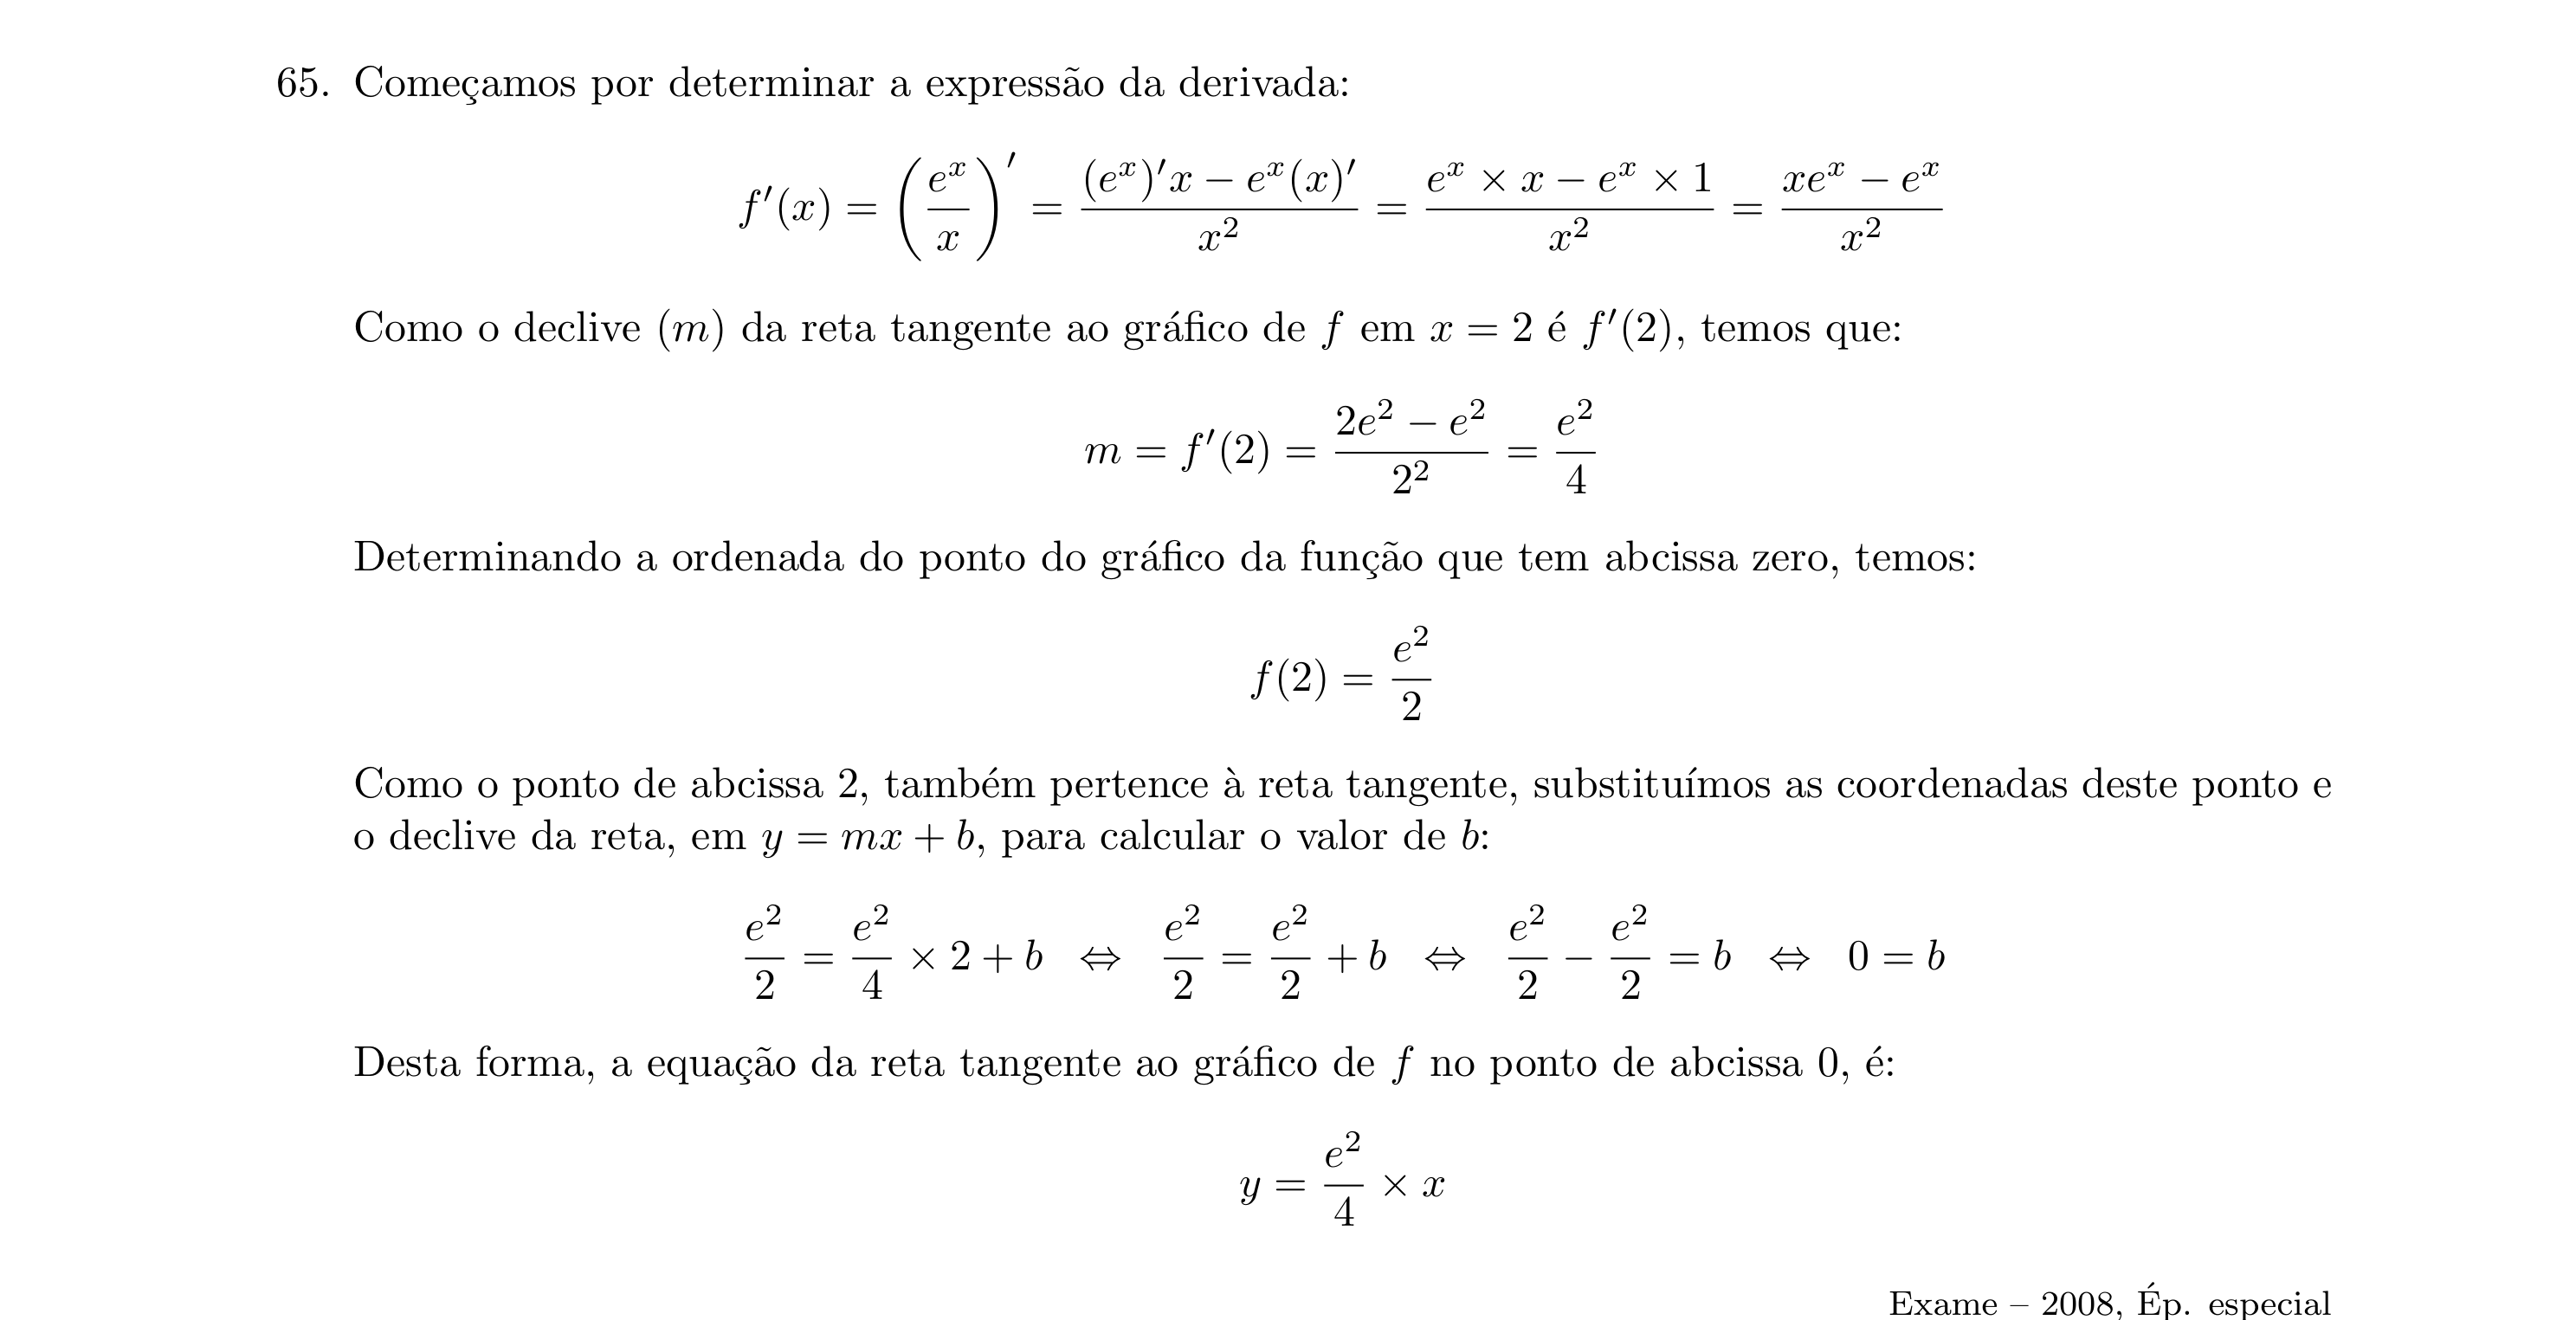 65. Começamos por determinar a expressão da derivada:
$f'(x) = \left(\frac{e^x}{x}\right)' = \frac{(e^x)'x - e^x(x)'}{x^2} = \frac{e^x \times x - e^x \times 1}{x^2} = \frac{xe^x - e^x}{x^2}$
Como o declive $(m)$ da reta tangente ao gráfico de $f$ em $x = 2$ é $f'(2)$, temos que:
$m = f'(2) = \frac{2e^2 - e^2}{2^2} = \frac{e^2}{4}$
Determinando a ordenada do ponto do gráfico da função que tem abcissa zero, temos:
$f(2) = \frac{e^2}{2}$
Como o ponto de abcissa 2, também pertence à reta tangente, substituímos as coordenadas deste ponto e
o declive da reta, em $y = mx + b$, para calcular o valor de $b$:
$\frac{e^2}{2} = \frac{e^2}{4} \times 2 + b \Leftrightarrow \frac{e^2}{2} = \frac{e^2}{2} + b \Leftrightarrow \frac{e^2}{2} - \frac{e^2}{2} = b \Leftrightarrow 0 = b$
Desta forma, a equação da reta tangente ao gráfico de $f$ no ponto de abcissa 0, é:
$y = \frac{e^2}{4} \times x$
Exame – 2008, Ép. especial